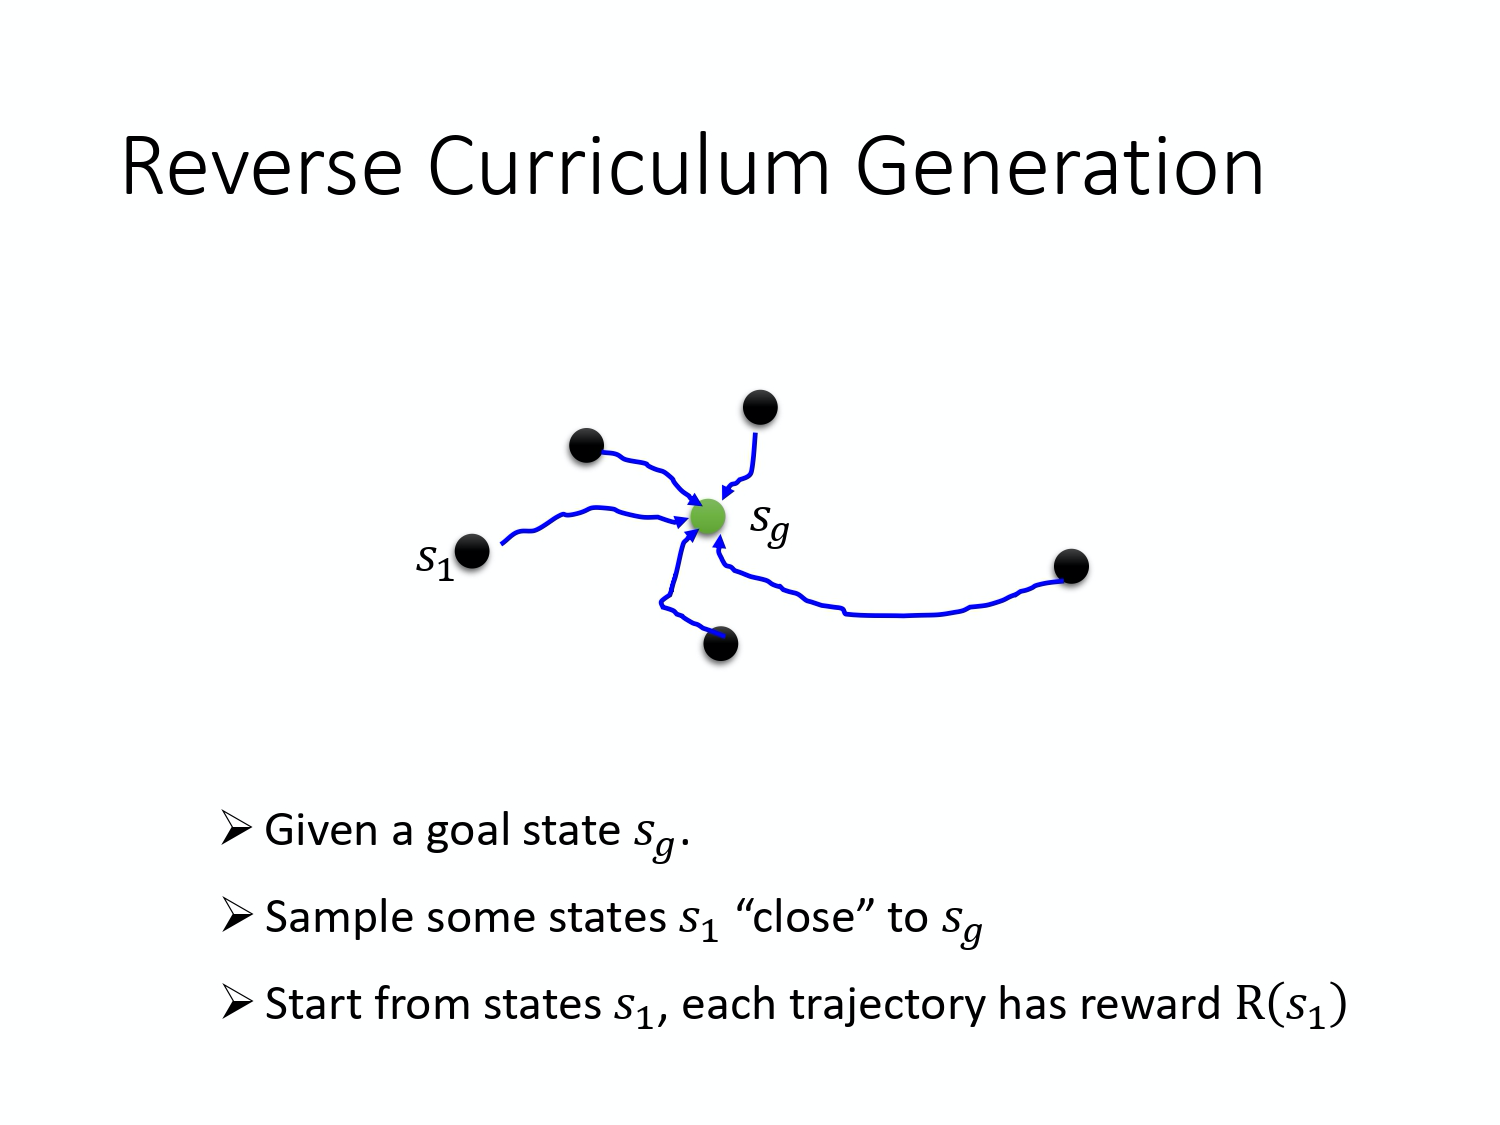 Reverse Curriculum Generation
s_g
s_1
➢ Given a goal state s_g.
➢ Sample some states s_1 “close” to s_g
➢ Start from states s_1, each trajectory has reward R(s_1)